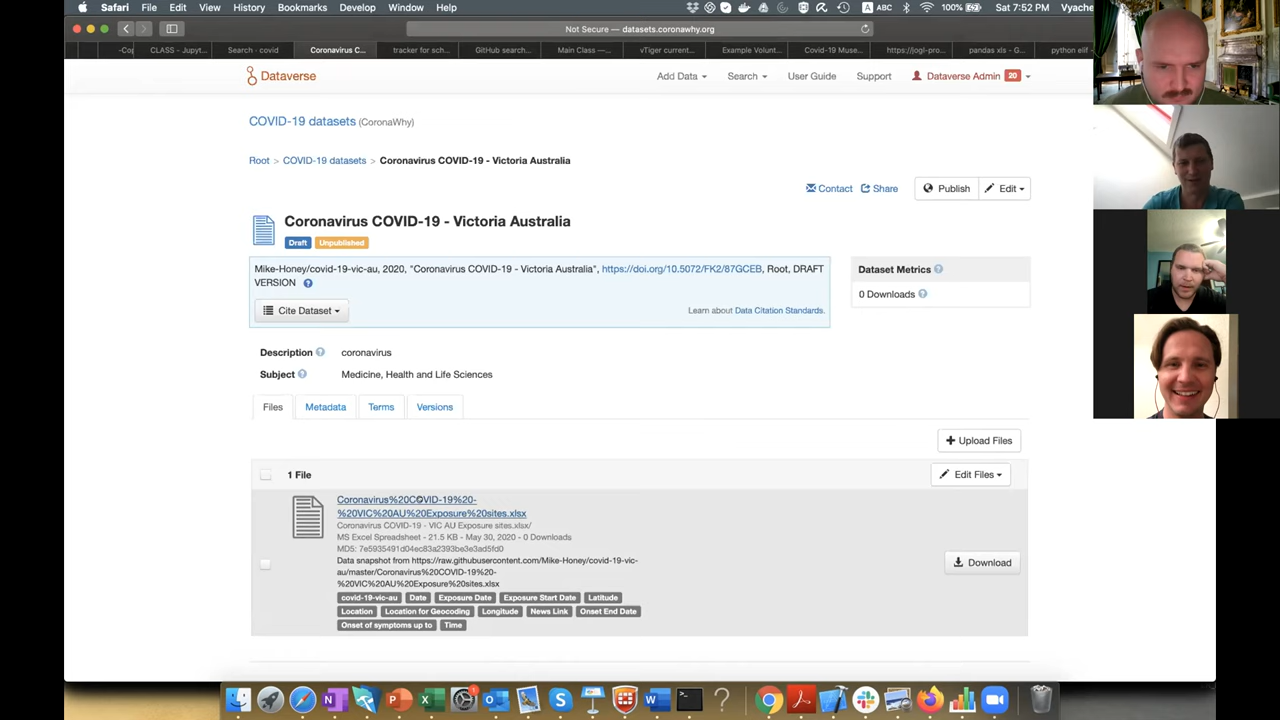 Safari File Edit View History Bookmarks Develop Window Help 100% ABC Sat 7:52 PM Vyache
Not Secure — datasets.coronawhy.org
-Cop CLASS - Jupyt... Search - covid Coronavirus C... tracker for sch... GitHub search... Main Class —... vTiger current... Example Volunt... Covid-19 Muse... https://jogl-pro... pandas xls - G... python elif
Dataverse
Add Data Search User Guide Support Dataverse Admin 20
COVID-19 datasets (CoronaWhy)
Root > COVID-19 datasets > Coronavirus COVID-19 - Victoria Australia
Contact Share Publish Edit
Coronavirus COVID-19 - Victoria Australia
Draft Unpublished
Mike-Honey/covid-19-vic-au, 2020, "Coronavirus COVID-19 - Victoria Australia", https://doi.org/10.5072/FK2/87GCEB, Root, DRAFT
VERSION
Cite Dataset
Learn about Data Citation Standards.
Dataset Metrics
0 Downloads
Description coronavirus
Subject Medicine, Health and Life Sciences
Files Metadata Terms Versions
Upload Files
1 File
Edit Files
Coronavirus%20COVID-19%20-
%20VIC%20AU%20Exposure%20sites.xlsx
Coronavirus COVID-19 - VIC AU Exposure sites.xlsx/
MS Excel Spreadsheet - 21.5 KB - May 30, 2020 - 0 Downloads
MD5: 7e5935491d04ec83a2393be3e3ad5fd0
Data snapshot from https://raw.githubusercontent.com/Mike-Honey/covid-19-vic-
au/master/Coronavirus%20COVID-19%20-
%20VIC%20AU%20Exposure%20sites.xlsx
covid-19-vic-au Date Exposure Date Exposure Start Date Latitude
Location Location for Geocoding Longitude News Link Onset End Date
Onset of symptoms up to Time
Download